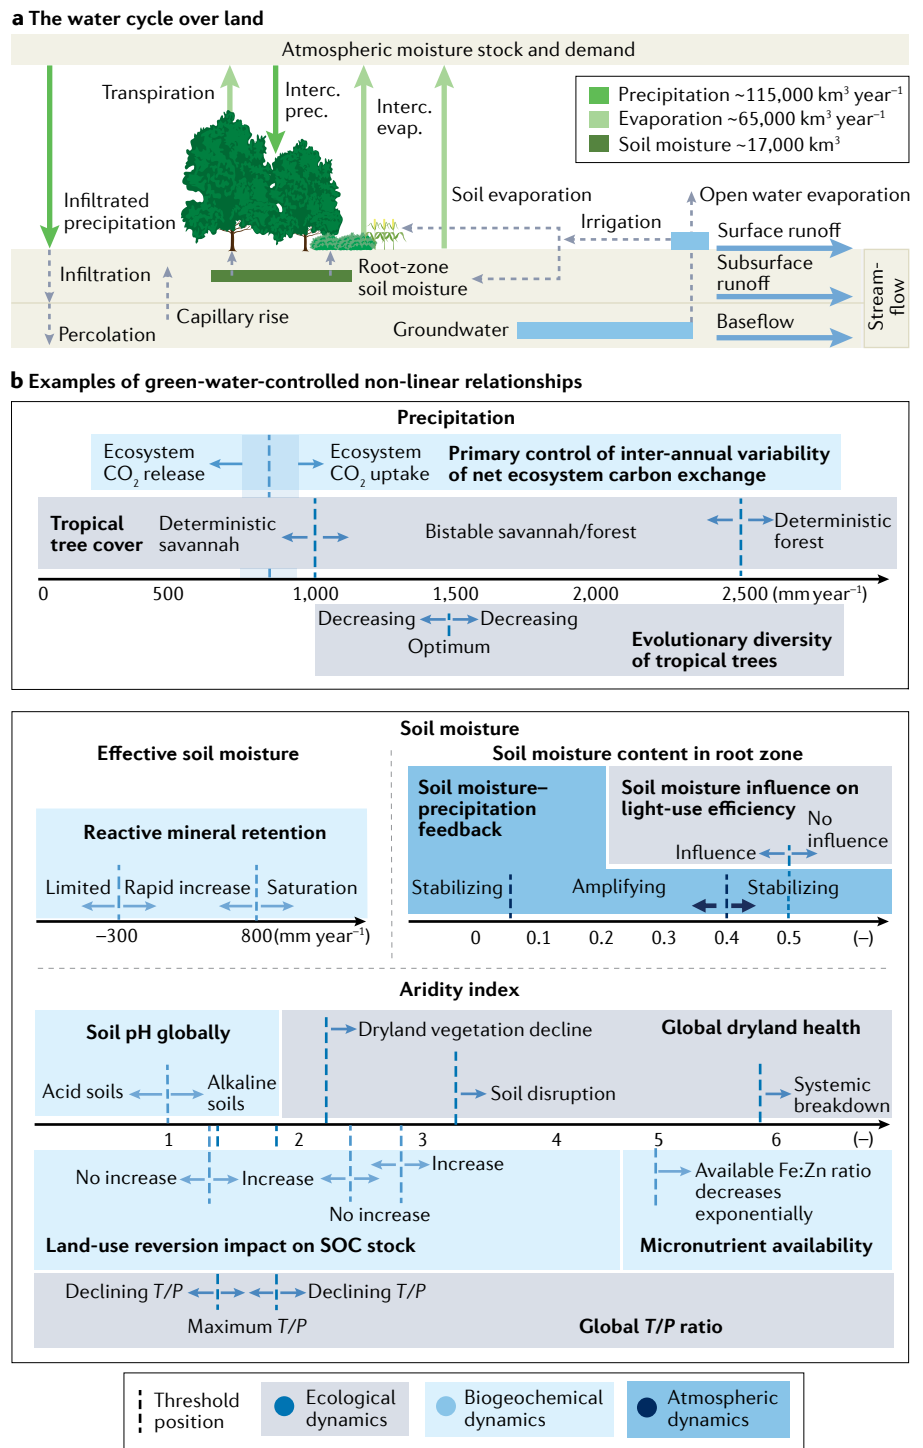 a The water cycle over land
Atmospheric moisture stock and demand
Transpiration
Interc.
prec.
Interc.
evap.
Precipitation ~115,000 km³ year⁻¹
Evaporation ~65,000 km³ year⁻¹
Soil moisture ~17,000 km³
Infiltrated
precipitation
Soil evaporation
Open water evaporation
Irrigation
Surface runoff
Infiltration
Root-zone
soil moisture
Subsurface
runoff
Capillary rise
Percolation
Groundwater
Baseflow
Stream-
flow
b Examples of green-water-controlled non-linear relationships
Precipitation
Ecosystem
CO₂ release
Ecosystem
CO₂ uptake
Primary control of inter-annual variability
of net ecosystem carbon exchange
Tropical
tree cover
Deterministic
savannah
Bistable savannah/forest
Deterministic
forest
0 500 1,000 1,500 2,000 2,500 (mm year⁻¹)
Decreasing
Decreasing
Optimum
Evolutionary diversity
of tropical trees
Soil moisture
Effective soil moisture
Reactive mineral retention
Limited
Rapid increase
Saturation
−300 800 (mm year⁻¹)
Soil moisture content in root zone
Soil moisture–
precipitation
feedback
Soil moisture influence on
light-use efficiency
No
influence
Influence
Stabilizing
Amplifying
Stabilizing
0 0.1 0.2 0.3 0.4 0.5 (–)
Aridity index
Soil pH globally
Dryland vegetation decline
Global dryland health
Acid soils
Alkaline
soils
Soil disruption
Systemic
breakdown
1 2 3 4 5 6 (–)
No increase
Increase
Increase
No increase
Available Fe:Zn ratio
decreases
exponentially
Land-use reversion impact on SOC stock
Micronutrient availability
Declining T/P
Declining T/P
Maximum T/P
Global T/P ratio
Threshold
position
Ecological
dynamics
Biogeochemical
dynamics
Atmospheric
dynamics